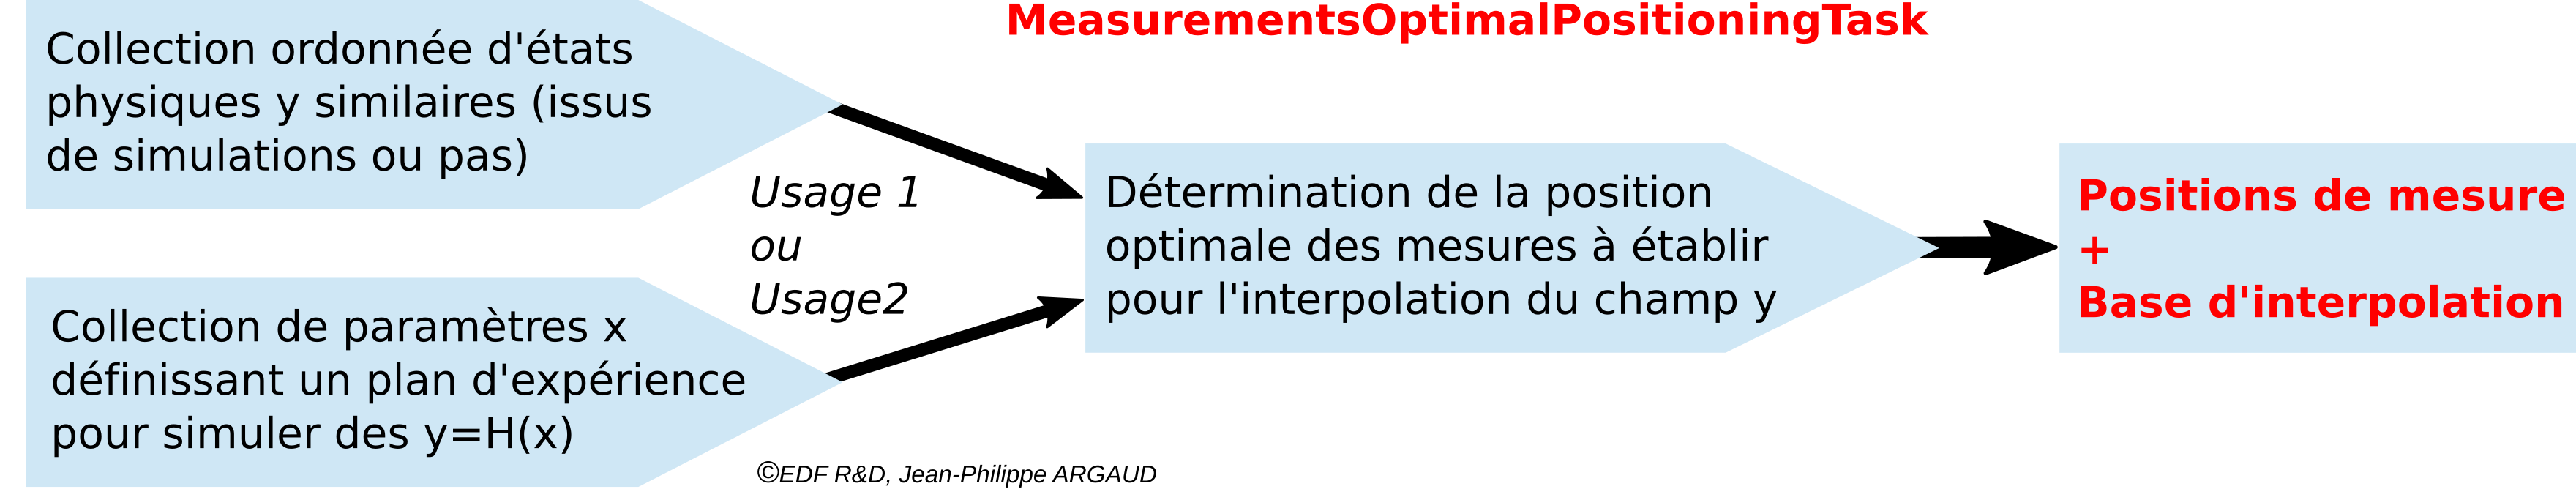 MeasurementsOptimalPositioningTask
Collection ordonnée d'états
physiques y similaires (issus
de simulations ou pas)
Usage 1
ou
Usage2
Collection de paramètres x
définissant un plan d'expérience
pour simuler des y=H(x)
Détermination de la position
optimale des mesures à établir
pour l'interpolation du champ y
Positions de mesure
+
Base d'interpolation
©EDF R&D, Jean-Philippe ARGAUD